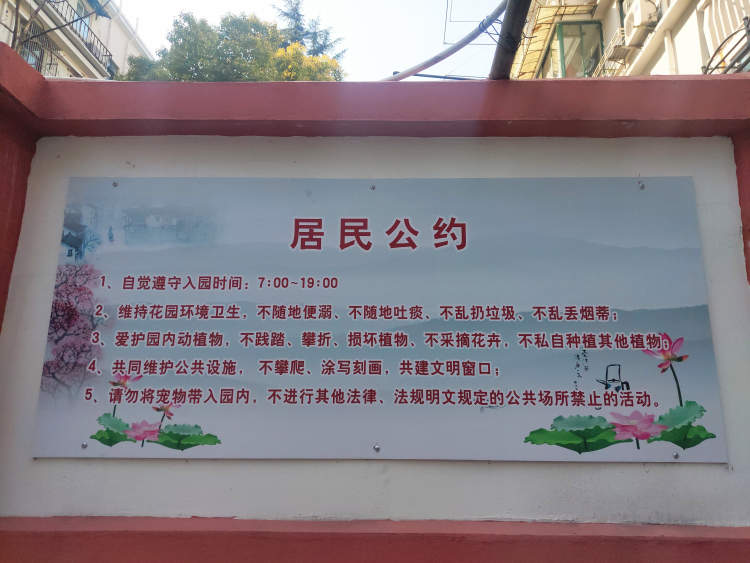 居民公约
1、自觉遵守入园时间：7:00~19:00
2、维持花园环境卫生，不随地便溺、不随地吐痰、不乱扔垃圾、不乱丢烟蒂；
3、爱护园内动植物，不践踏、攀折、损坏植物、不采摘花卉，不私自种植其他植物；
4、共同维护公共设施， 不攀爬、涂写刻画，共建文明窗口；
5、请勿将宠物带入园内，不进行其他法律、法规明文规定的公共场所禁止的活动。